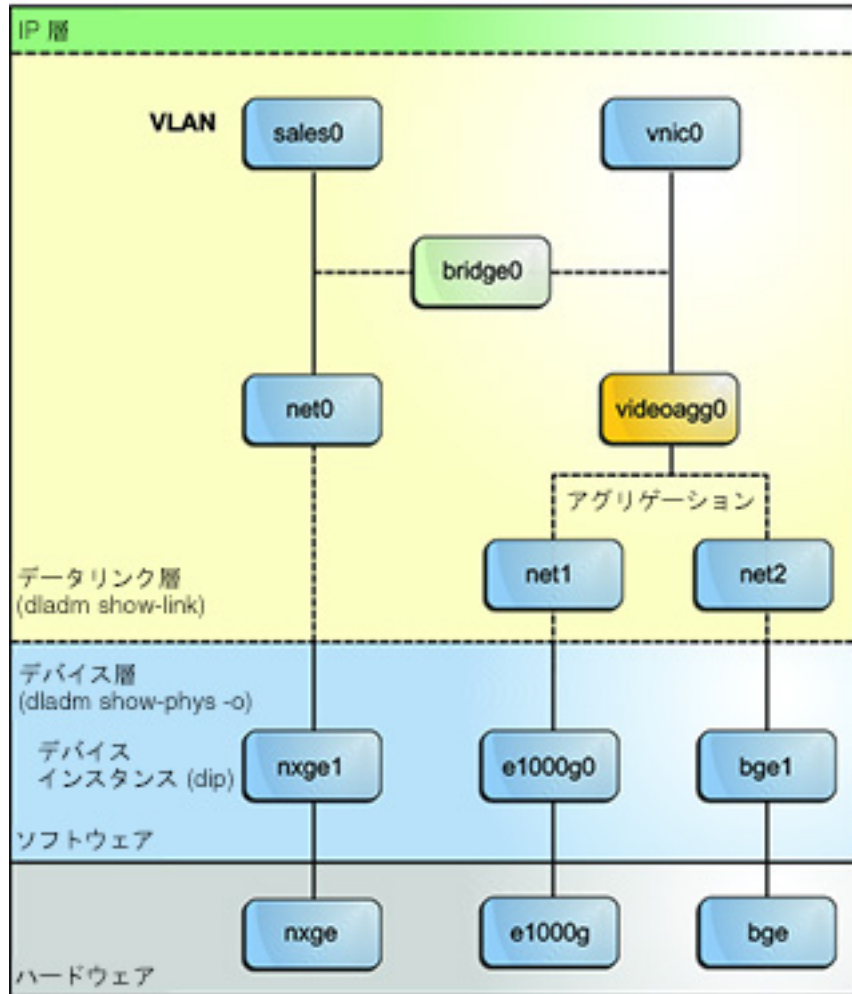 IP 層
VLAN
sales0
vnic0
bridge0
net0
videoagg0
アグリゲーション
net1
net2
データリンク層
(dladm show-link)
デバイス層
(dladm show-phys -o)
デバイス
インスタンス (dip)
nxge1
e1000g0
bge1
ソフトウェア
nxge
e1000g
bge
ハードウェア